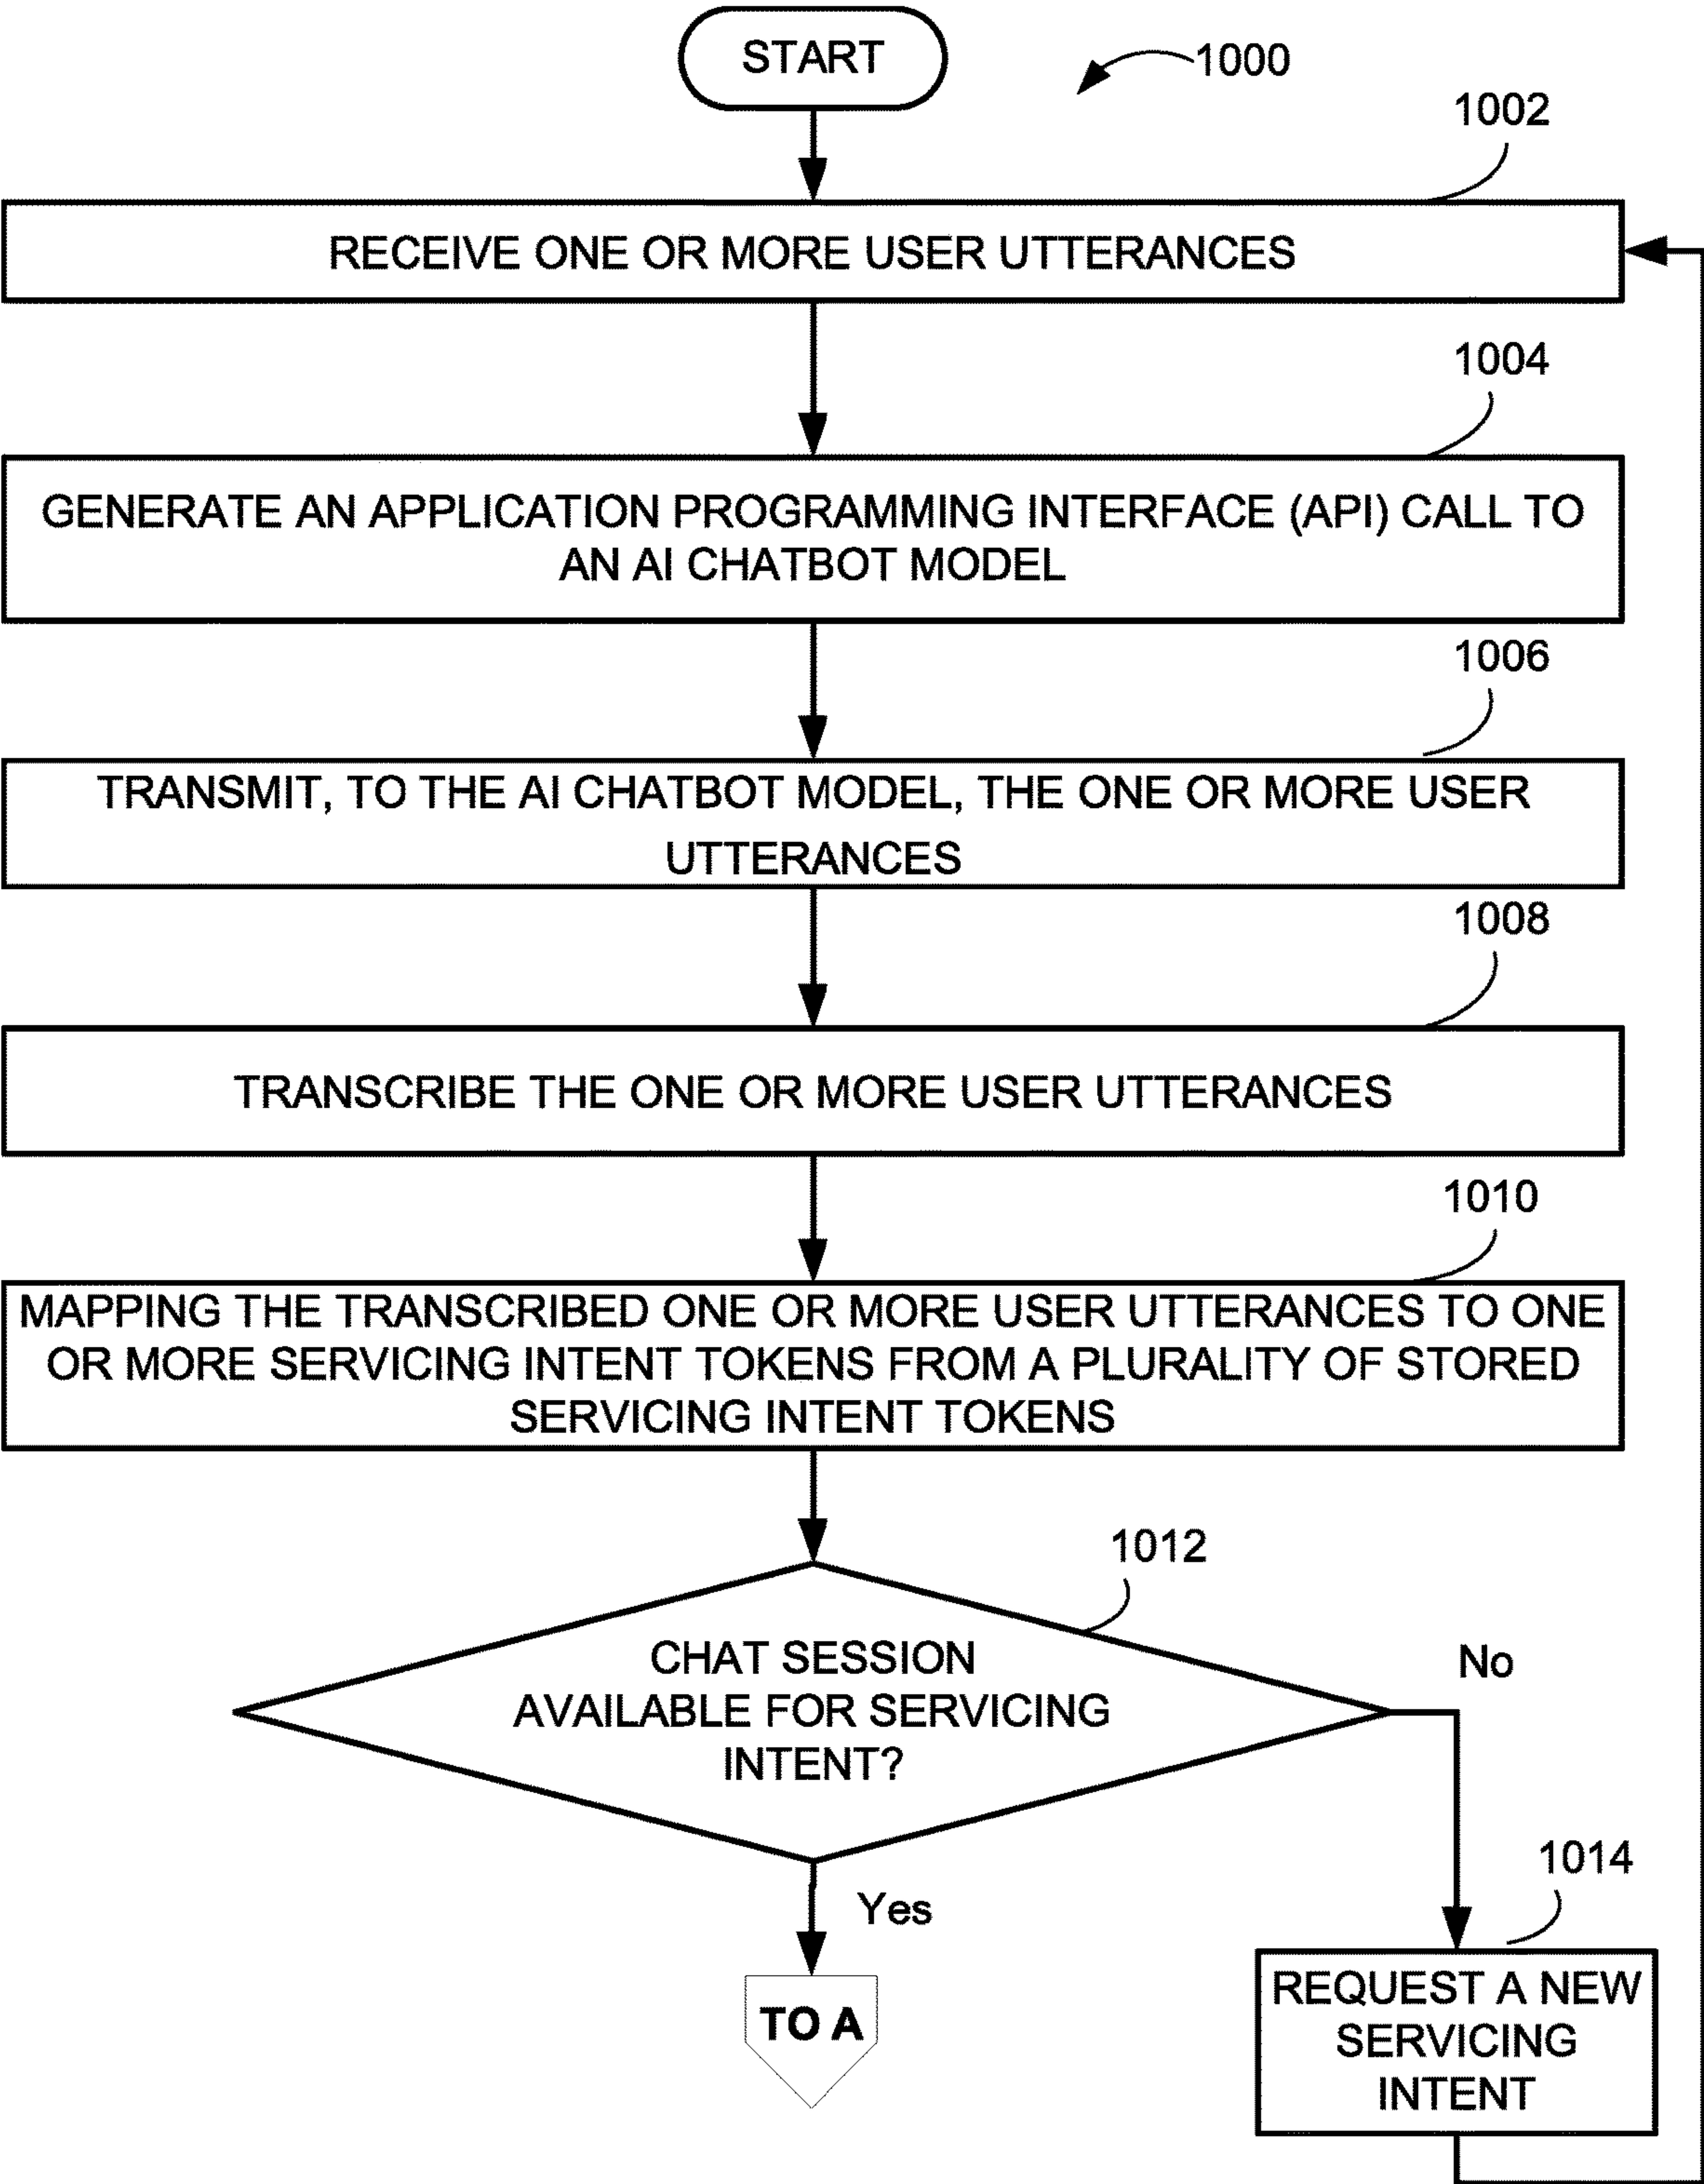 START
1000
1002
RECEIVE ONE OR MORE USER UTTERANCES
1004
GENERATE AN APPLICATION PROGRAMMING INTERFACE (API) CALL TO
AN AI CHATBOT MODEL
1006
TRANSMIT, TO THE AI CHATBOT MODEL, THE ONE OR MORE USER
UTTERANCES
1008
TRANSCRIBE THE ONE OR MORE USER UTTERANCES
1010
MAPPING THE TRANSCRIBED ONE OR MORE USER UTTERANCES TO ONE
OR MORE SERVICING INTENT TOKENS FROM A PLURALITY OF STORED
SERVICING INTENT TOKENS
1012
CHAT SESSION
AVAILABLE FOR SERVICING
INTENT?
No
Yes
1014
TO A
REQUEST A NEW
SERVICING
INTENT